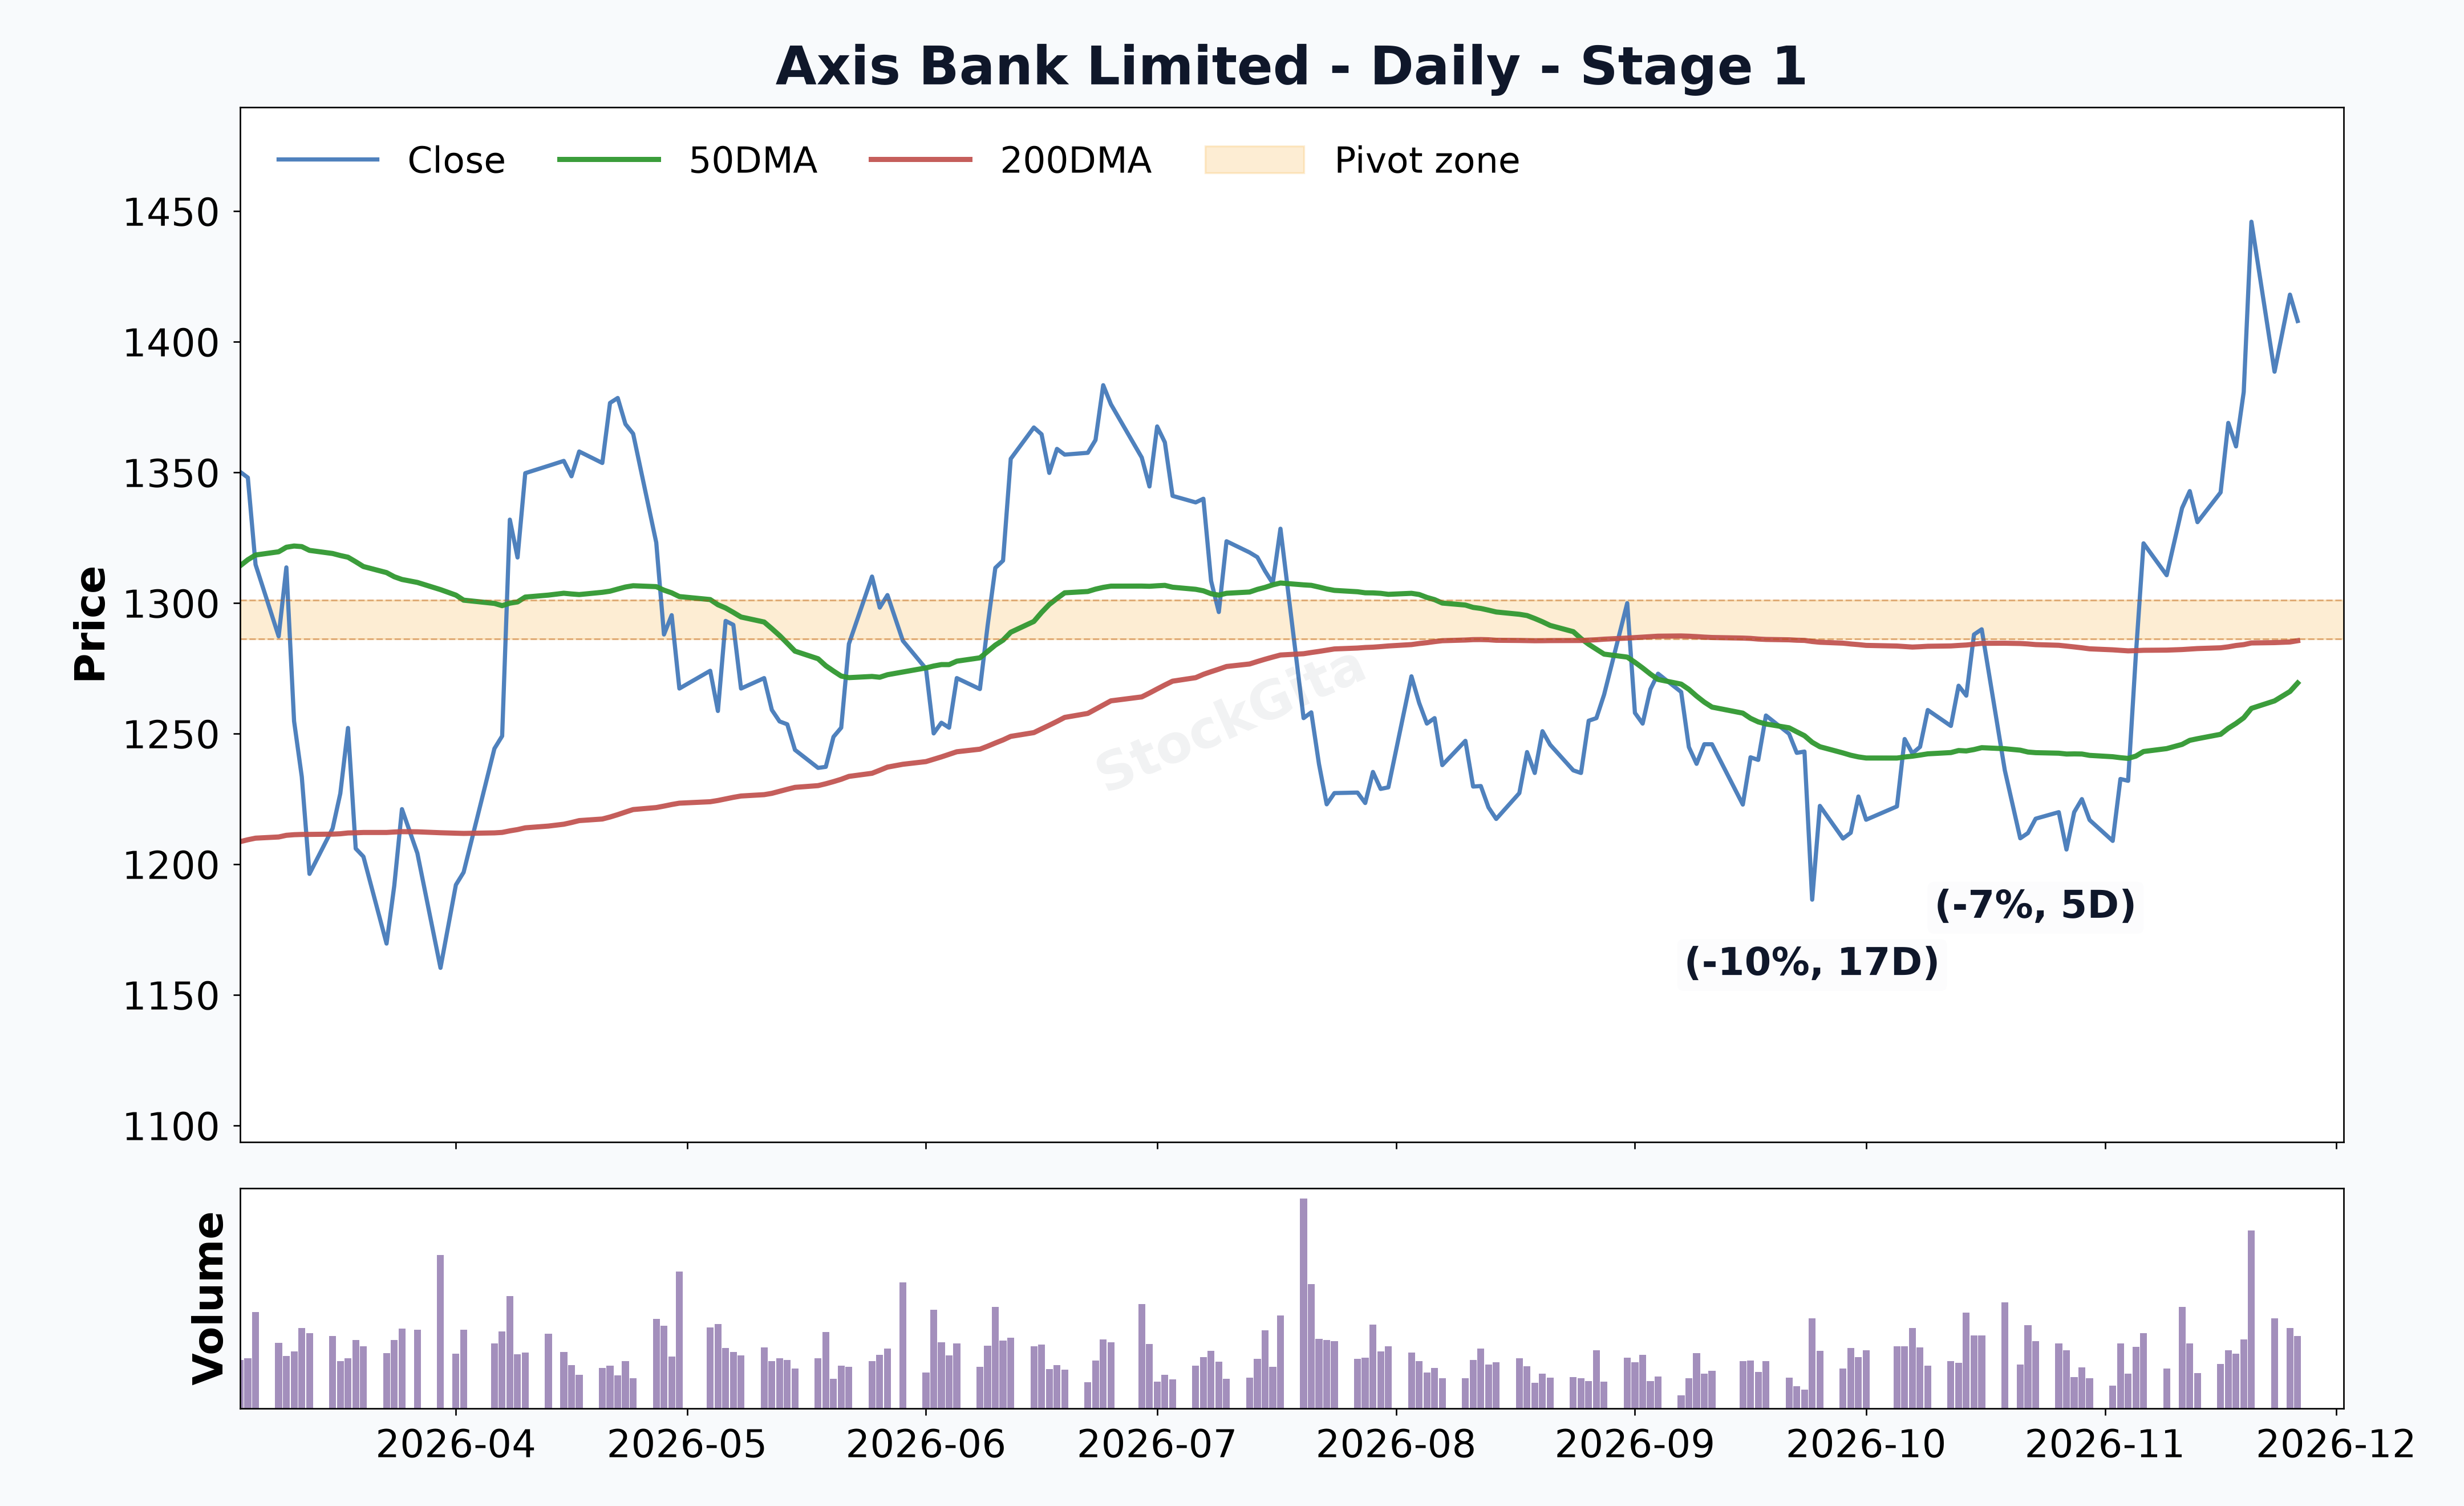 Axis Bank Limited - Daily - Stage 1
Close 50DMA 200DMA Pivot zone
Price
1450
1400
1350
1300
1250
1200
1150
1100
StockGita
(-7%, 5D)
(-10%, 17D)
Volume
2026-04 2026-05 2026-06 2026-07 2026-08 2026-09 2026-10 2026-11 2026-12